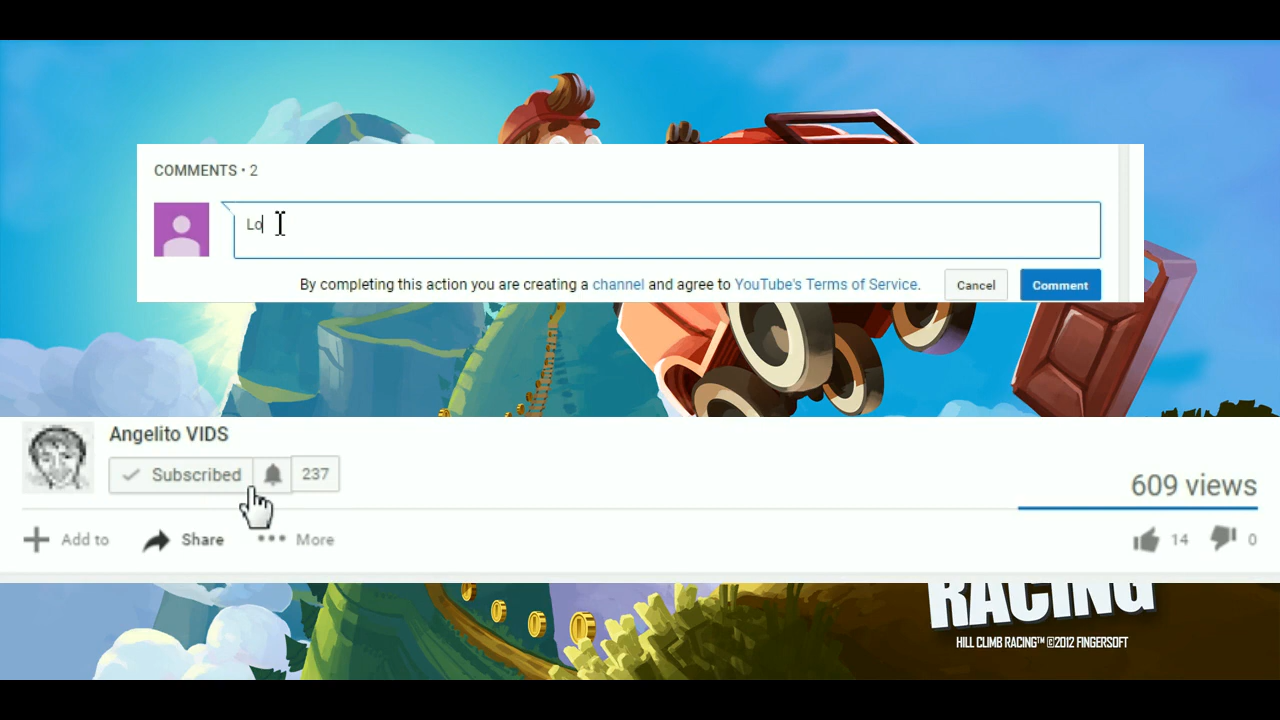 COMMENTS • 2
Lo
By completing this action you are creating a channel and agree to YouTube's Terms of Service.
Cancel
Comment
Angelito VIDS
Subscribed
237
609 views
Add to
Share
More
14
0
RACING
HILL CLIMB RACING™ ©2012 FINGERSOFT